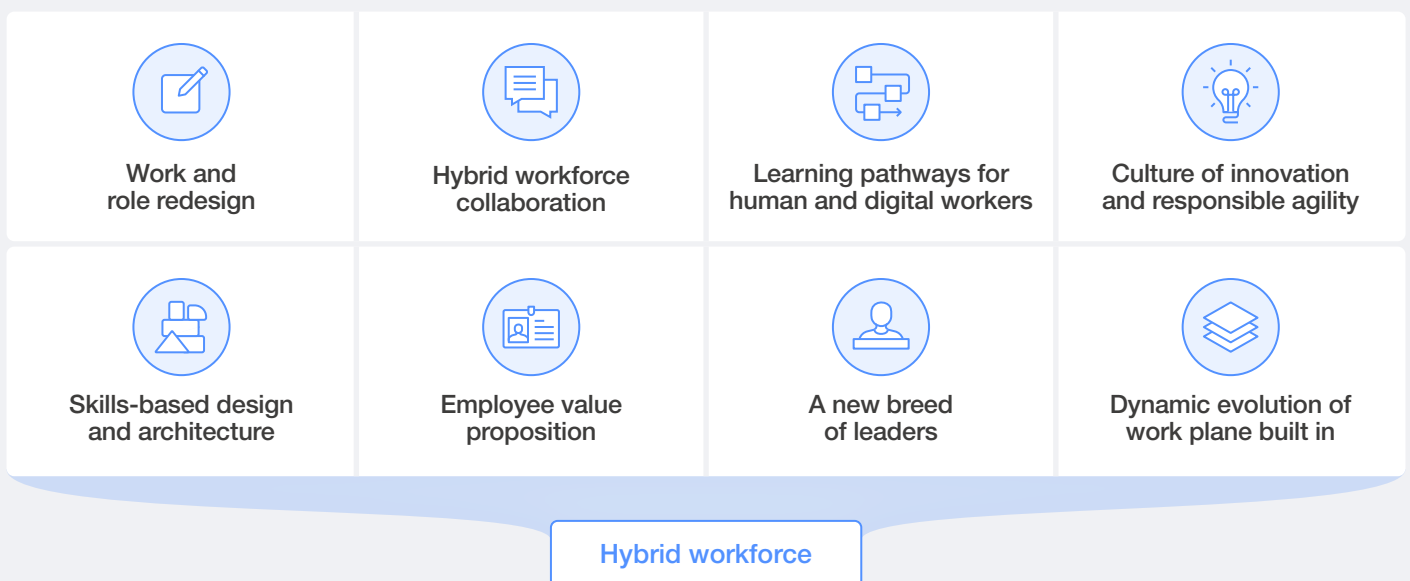 Work and
role redesign
Hybrid workforce
collaboration
Learning pathways for
human and digital workers
Culture of innovation
and responsible agility
Skills-based design
and architecture
Employee value
proposition
A new breed
of leaders
Dynamic evolution of
work plane built in
Hybrid workforce